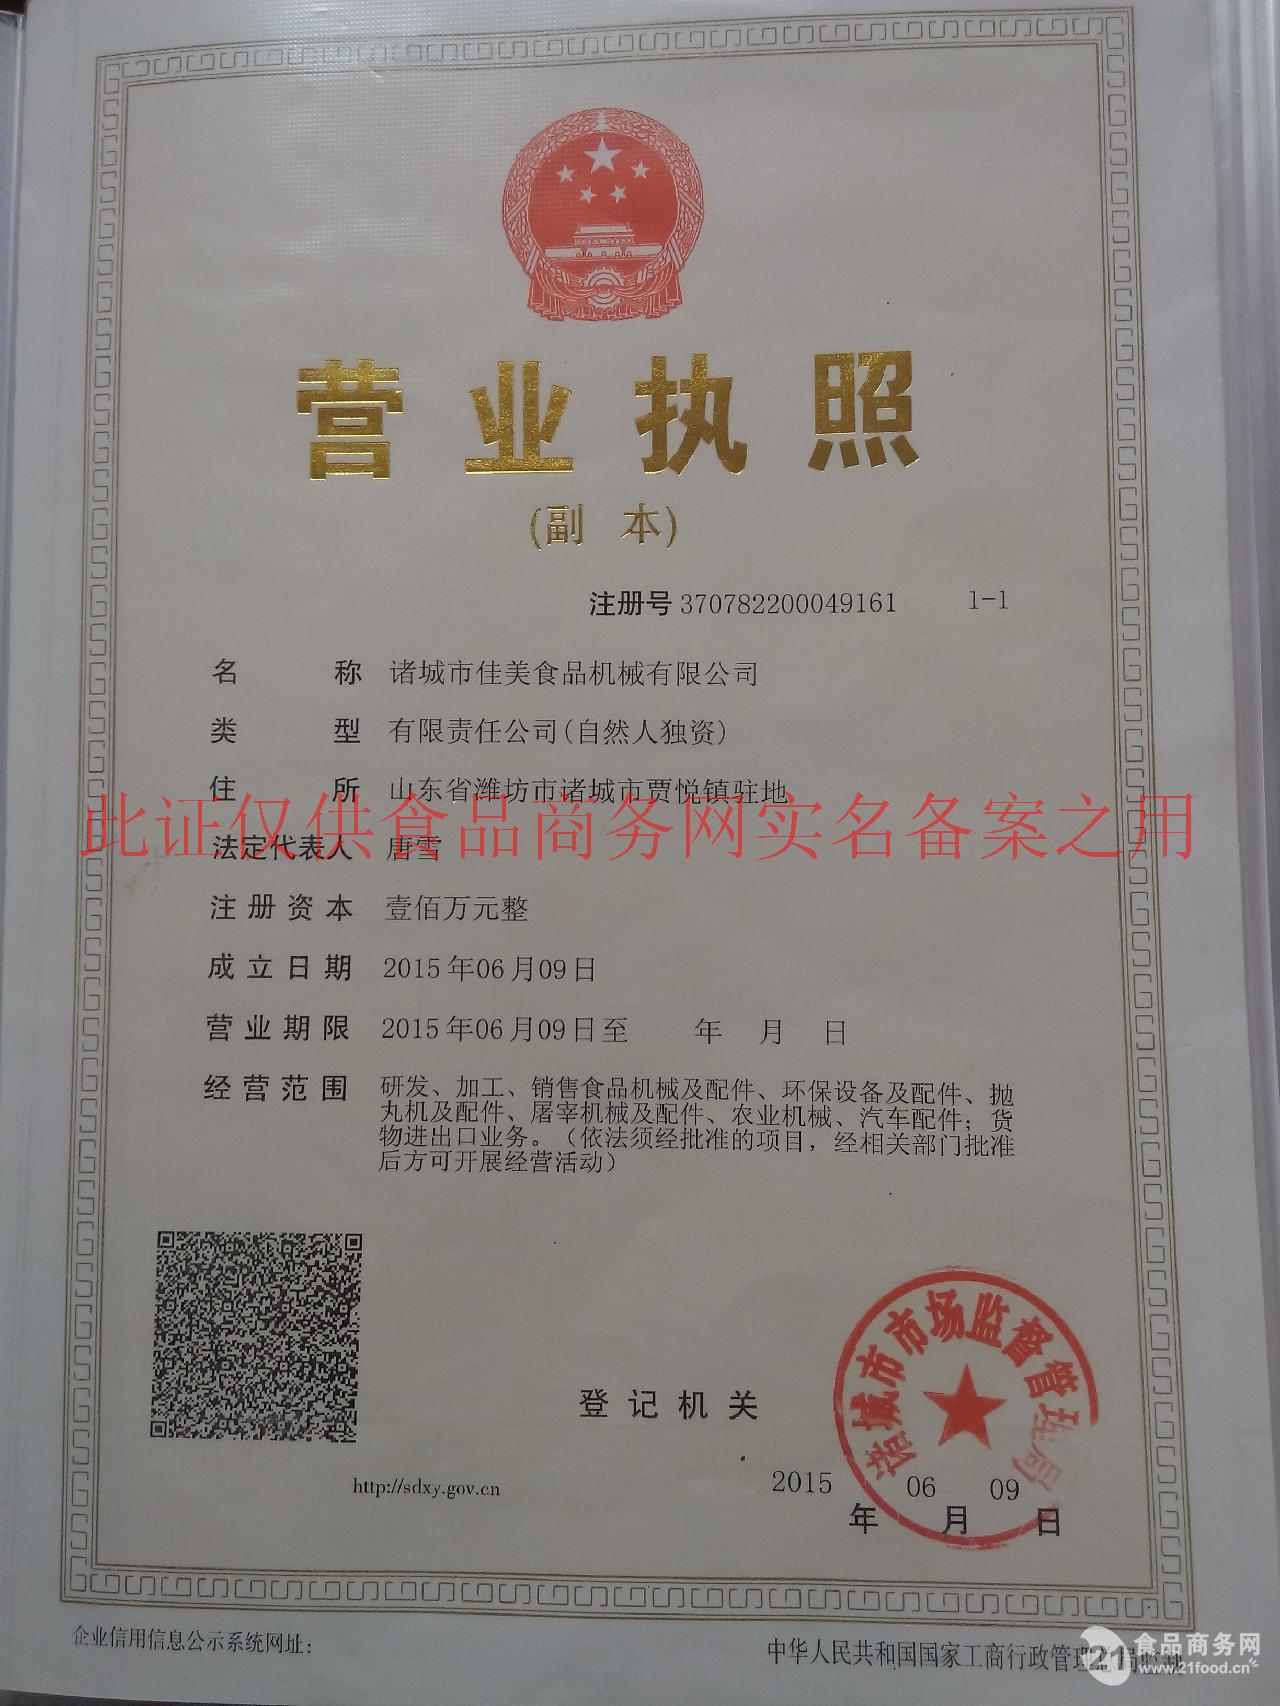 营业执照
(副 本)
注册号 370782200049161 1-1
名 称 诸城市佳美食品机械有限公司
类 型 有限责任公司(自然人独资)
住 所 山东省潍坊市诸城市贾悦镇驻地
此证仅供食品商务网实名备案之用
法定代表人 唐雪
注册资本 壹佰万元整
成立日期 2015年06月09日
营业期限 2015年06月09日至 年 月 日
经营范围 研发、加工、销售食品机械及配件、环保设备及配件、抛
丸机及配件、屠宰机械及配件、农业机械、汽车配件；货
物进出口业务。（依法须经批准的项目，经相关部门批准
后方可开展经营活动）
诸城市市场监督管理局
登记机关
http://sdxy.gov.cn
2015 06 09
年 月 日
企业信用信息公示系统网址：
中华人民共和国国家工商行政管理总局监制
21食品商务网
www.21food.cn